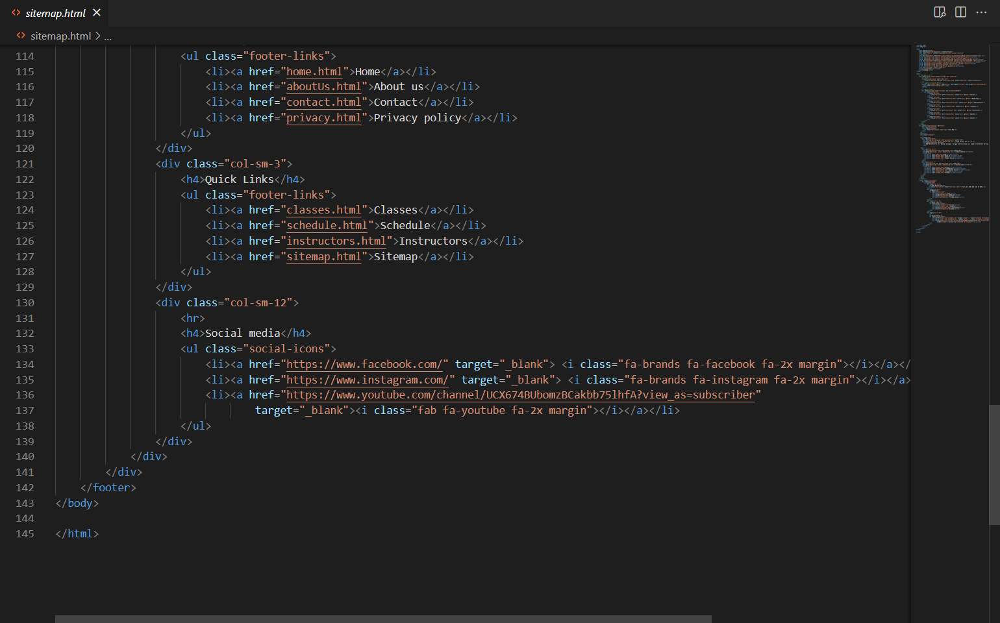 sitemap.html
sitemap.html > ...
114 <ul class="footer-links">
115 <li><a href="home.html">Home</a></li>
116 <li><a href="aboutUs.html">About us</a></li>
117 <li><a href="contact.html">Contact</a></li>
118 <li><a href="privacy.html">Privacy policy</a></li>
119 </ul>
120 </div>
121 <div class="col-sm-3">
122 <h4>Quick Links</h4>
123 <ul class="footer-links">
124 <li><a href="classes.html">Classes</a></li>
125 <li><a href="schedule.html">Schedule</a></li>
126 <li><a href="instructors.html">Instructors</a></li>
127 <li><a href="sitemap.html">Sitemap</a></li>
128 </ul>
129 </div>
130 <div class="col-sm-12">
131 <hr>
132 <h4>Social media</h4>
133 <ul class="social-icons">
134 <li><a href="https://www.facebook.com/" target="_blank"> <i class="fa-brands fa-facebook fa-2x margin"></i></a></
135 <li><a href="https://www.instagram.com/" target="_blank"> <i class="fa-brands fa-instagram fa-2x margin"></i></a>
136 <li><a href="https://www.youtube.com/channel/UCX674BUbomzBCakbb75lhfA?view_as=subscriber"
137 target="_blank"><i class="fab fa-youtube fa-2x margin"></i></a></li>
138 </ul>
139 </div>
140 </div>
141 </div>
142 </footer>
143 </body>
144
145 </html>